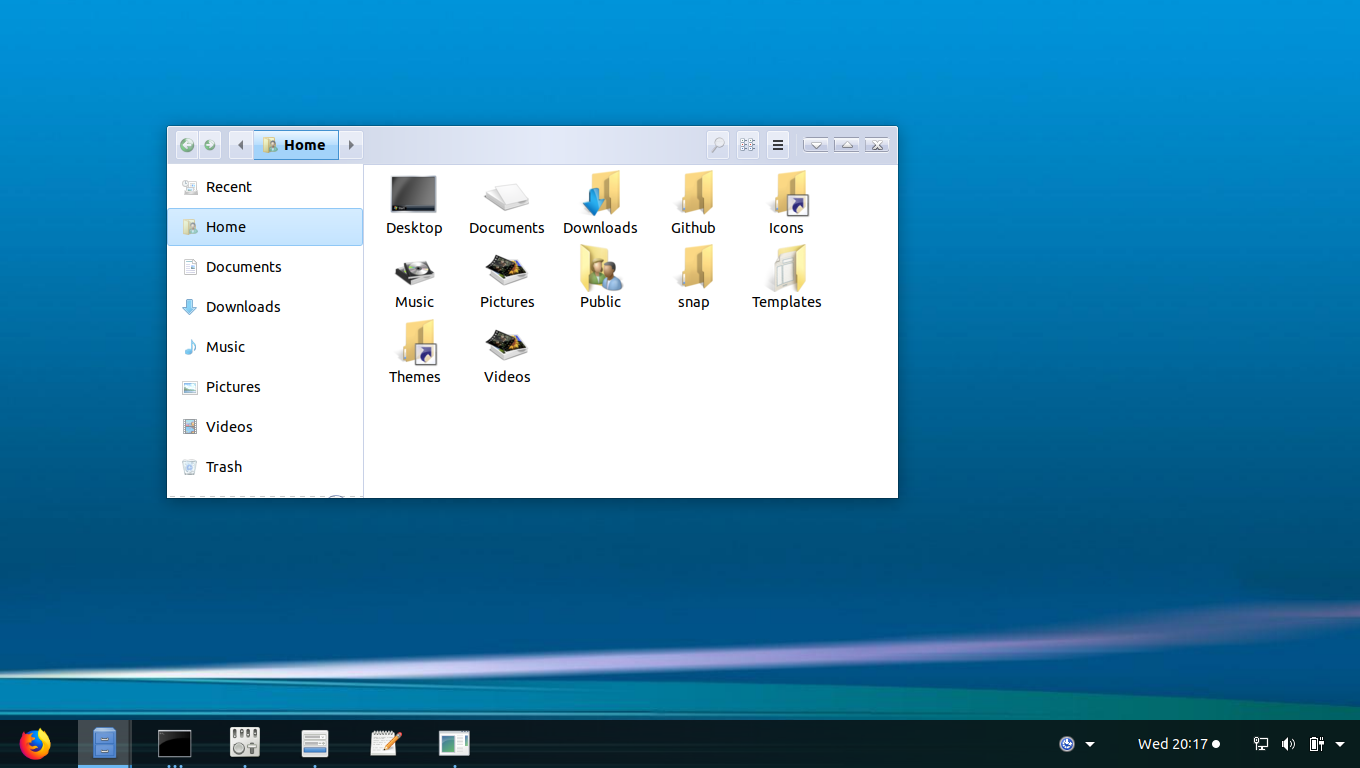 Home
Recent
Home
Documents
Downloads
Music
Pictures
Videos
Trash
Desktop
Documents
Downloads
Github
Icons
Music
Pictures
Public
snap
Templates
Themes
Videos
Wed 20:17